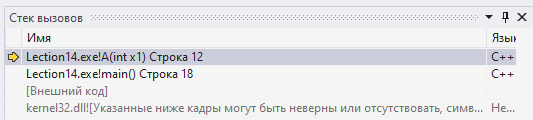 Стек вызовов
Имя Язык
Lection14.exe!A(int x1) Строка 12 C++
Lection14.exe!main() Строка 18 C++
[Внешний код]
kernel32.dll![Указанные ниже кадры могут быть неверны или отсутствовать, симв... Не...